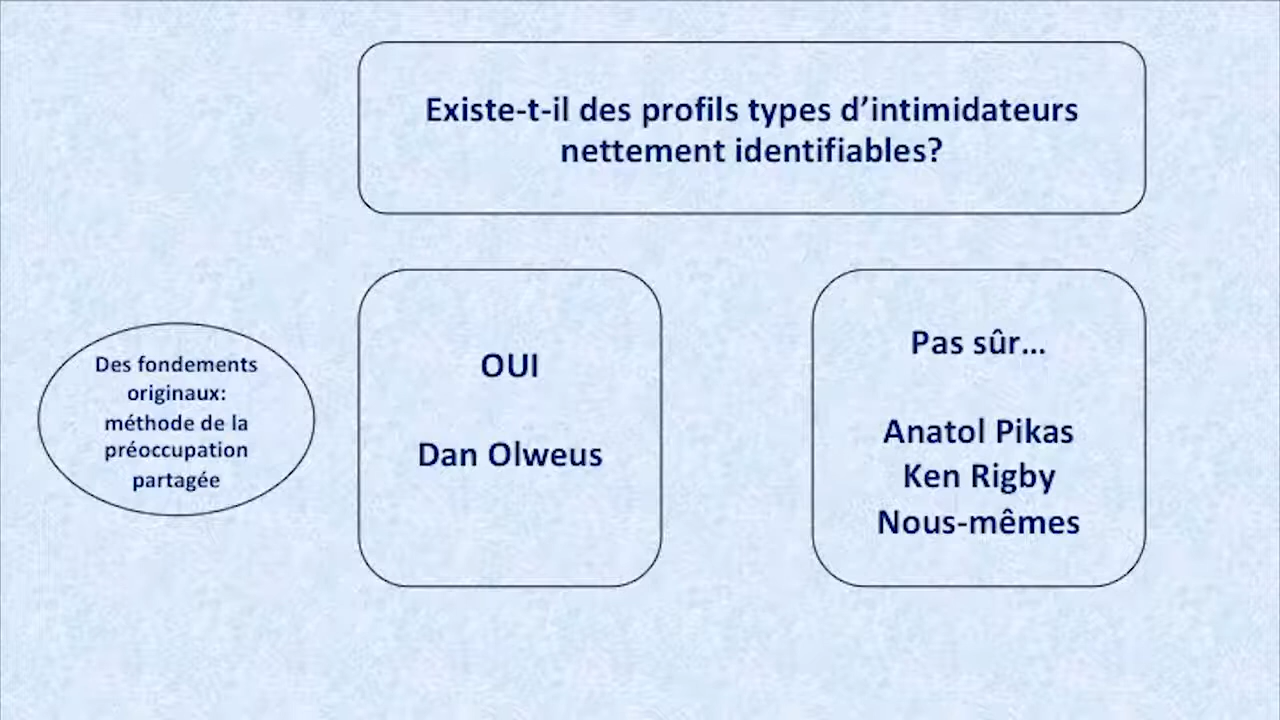 Existe-t-il des profils types d’intimidateurs
nettement identifiables?
Des fondements
originaux:
méthode de la
préoccupation
partagée
OUI
Dan Olweus
Pas sûr...
Anatol Pikas
Ken Rigby
Nous-mêmes